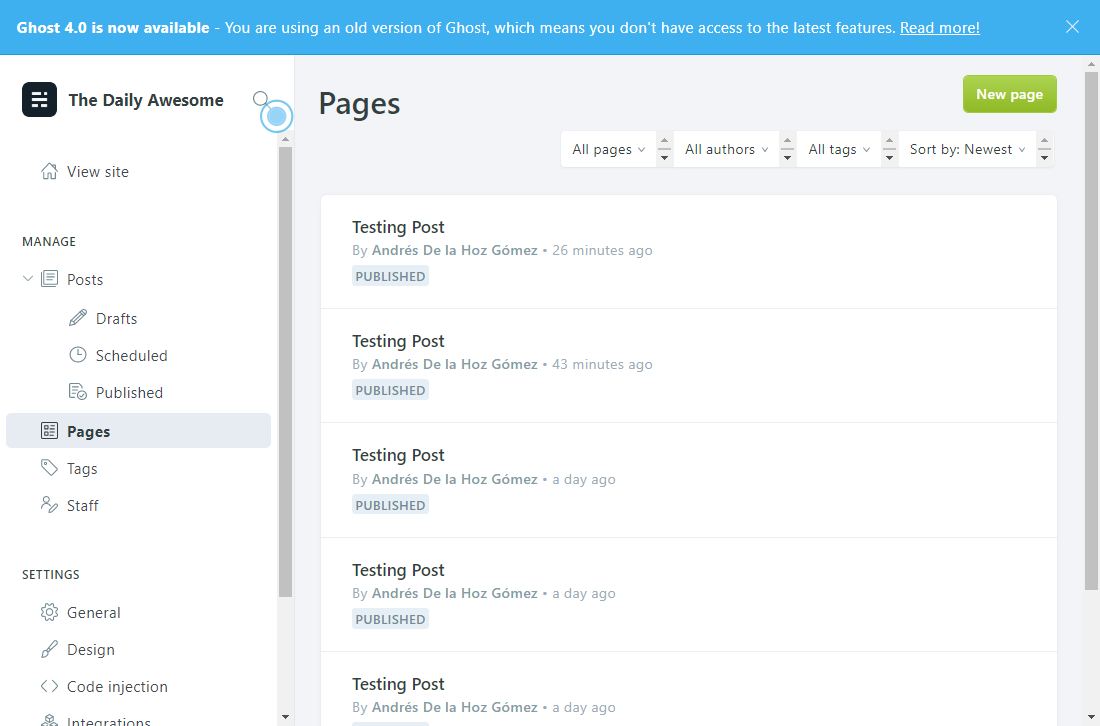 Ghost 4.0 is now available - You are using an old version of Ghost, which means you don't have access to the latest features. Read more!
The Daily Awesome
View site
MANAGE
Posts
Drafts
Scheduled
Published
Pages
Tags
Staff
SETTINGS
General
Design
Code injection
Integrations
Pages
New page
All pages
All authors
All tags
Sort by: Newest
Testing Post
By Andrés De la Hoz Gómez • 26 minutes ago
PUBLISHED
Testing Post
By Andrés De la Hoz Gómez • 43 minutes ago
PUBLISHED
Testing Post
By Andrés De la Hoz Gómez • a day ago
PUBLISHED
Testing Post
By Andrés De la Hoz Gómez • a day ago
PUBLISHED
Testing Post
By Andrés De la Hoz Gómez • a day ago